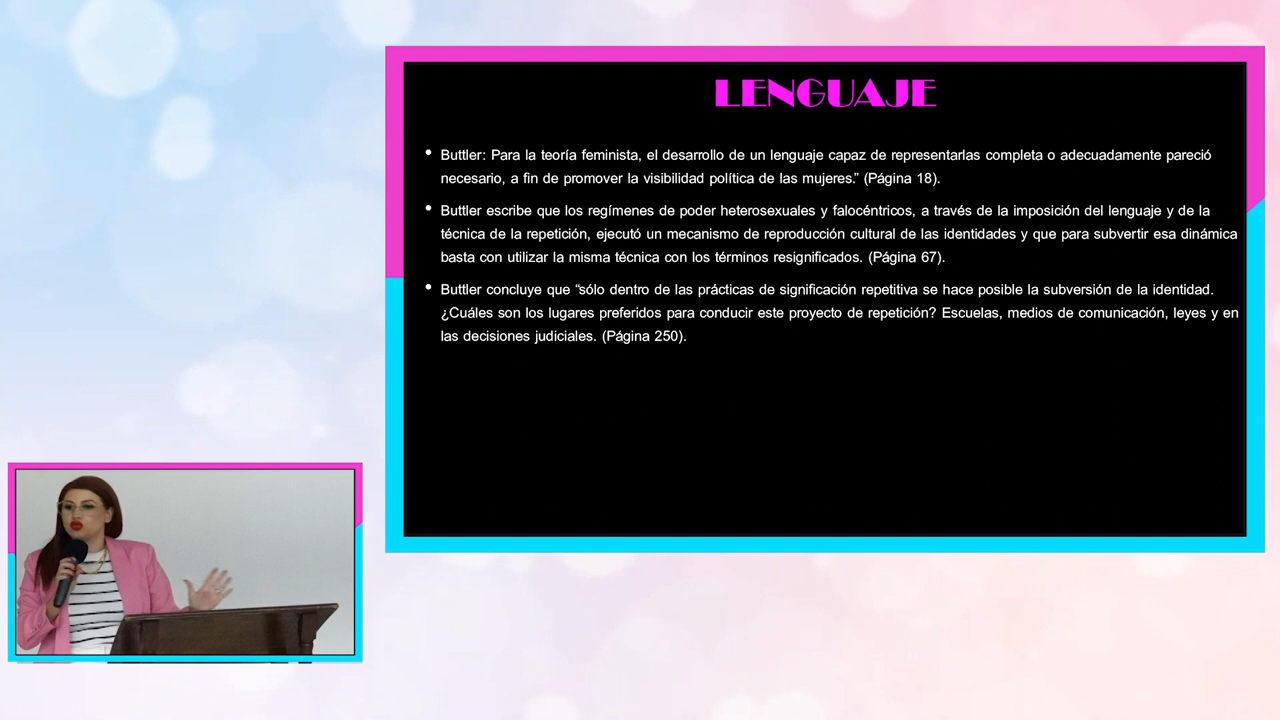 LENGUAJE
• Buttler: Para la teoría feminista, el desarrollo de un lenguaje capaz de representarlas completa o adecuadamente pareció
necesario, a fin de promover la visibilidad política de las mujeres.” (Página 18).
• Buttler escribe que los regímenes de poder heterosexuales y falocéntricos, a través de la imposición del lenguaje y de la
técnica de la repetición, ejecutó un mecanismo de reproducción cultural de las identidades y que para subvertir esa dinámica
basta con utilizar la misma técnica con los términos resignificados. (Página 67).
• Buttler concluye que “sólo dentro de las prácticas de significación repetitiva se hace posible la subversión de la identidad.
¿Cuáles son los lugares preferidos para conducir este proyecto de repetición? Escuelas, medios de comunicación, leyes y en
las decisiones judiciales. (Página 250).